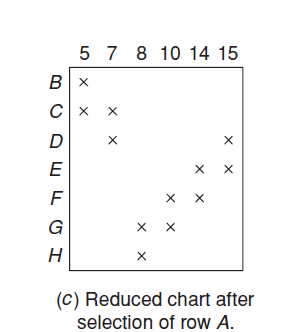 5 7 8 10 14 15
B ×
C × ×
D × ×
E × ×
F × ×
G × ×
H ×
(c) Reduced chart after
selection of row A.